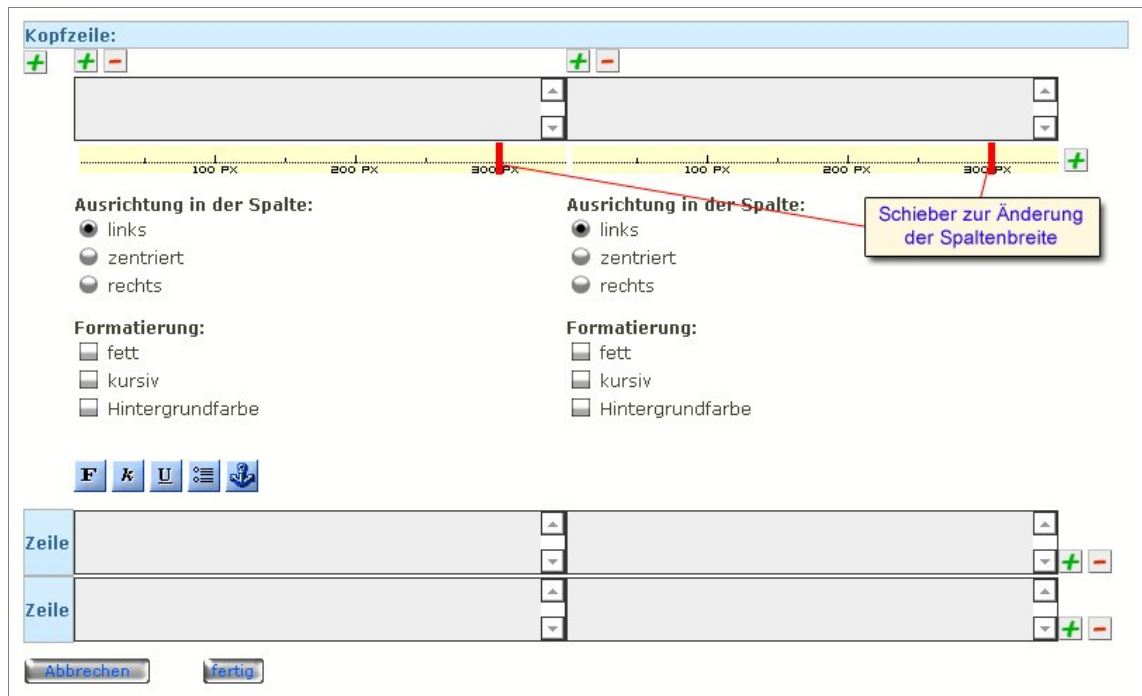 Kopfzeile:
100 PX 200 PX 300 PX 100 PX 200 PX 300 PX
Ausrichtung in der Spalte: Ausrichtung in der Spalte:
Schieber zur Änderung
der Spaltenbreite
links links
zentriert zentriert
rechts rechts
Formatierung: Formatierung:
fett fett
kursiv kursiv
Hintergrundfarbe Hintergrundfarbe
F k U
Zeile
Zeile
Abbrechen fertig